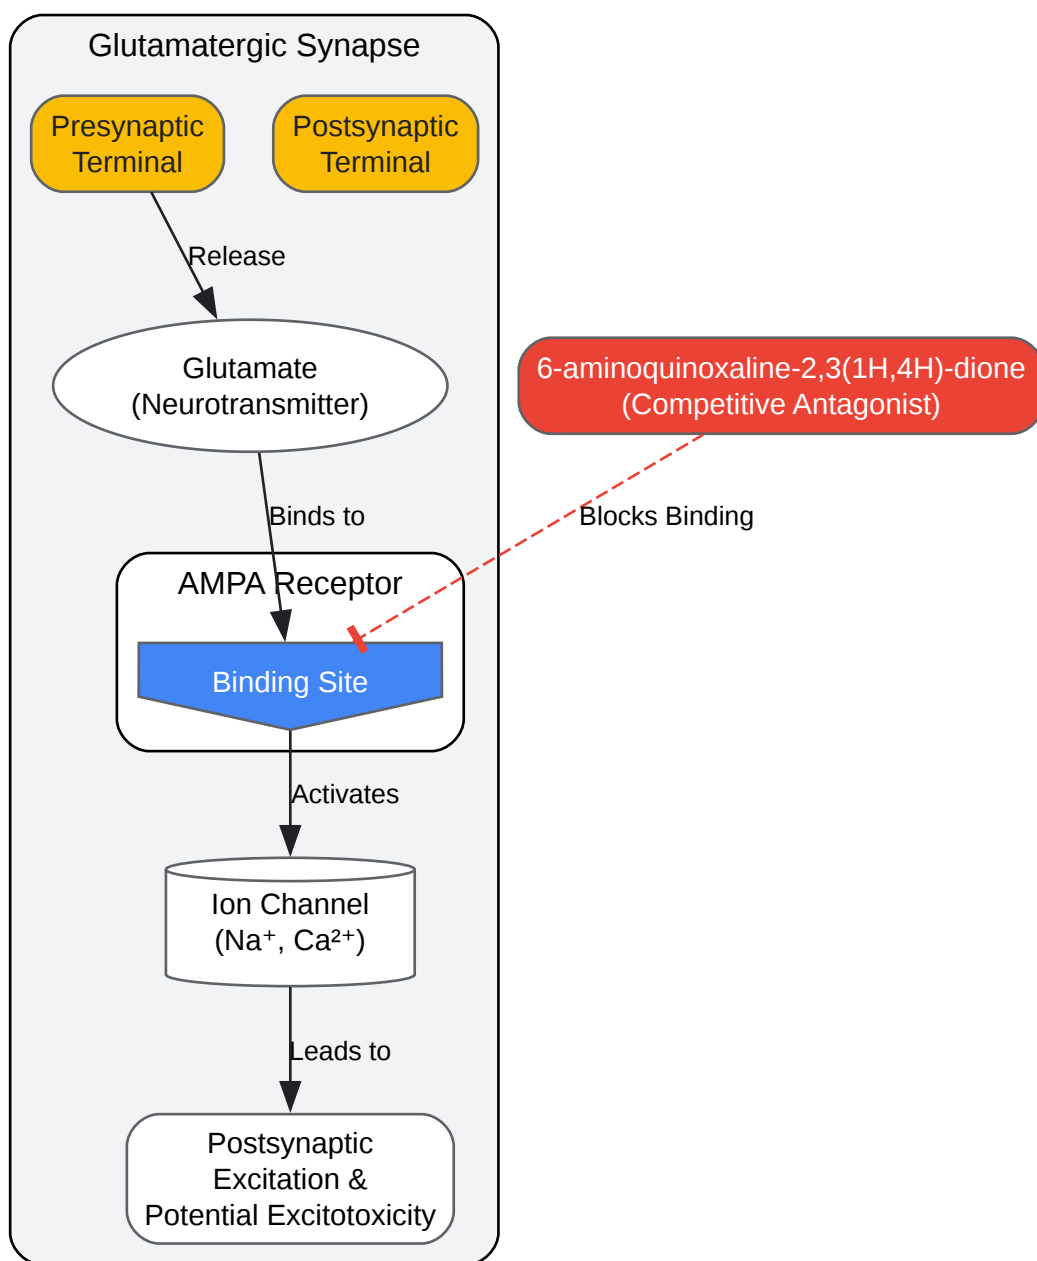 Glutamatergic Synapse
Presynaptic
Terminal
Postsynaptic
Terminal
Release
Glutamate
(Neurotransmitter)
6-aminoquinoxaline-2,3(1H,4H)-dione
(Competitive Antagonist)
Binds to
Blocks Binding
AMPA Receptor
Binding Site
Activates
Ion Channel
(Na⁺, Ca²⁺)
Leads to
Postsynaptic
Excitation &
Potential Excitotoxicity